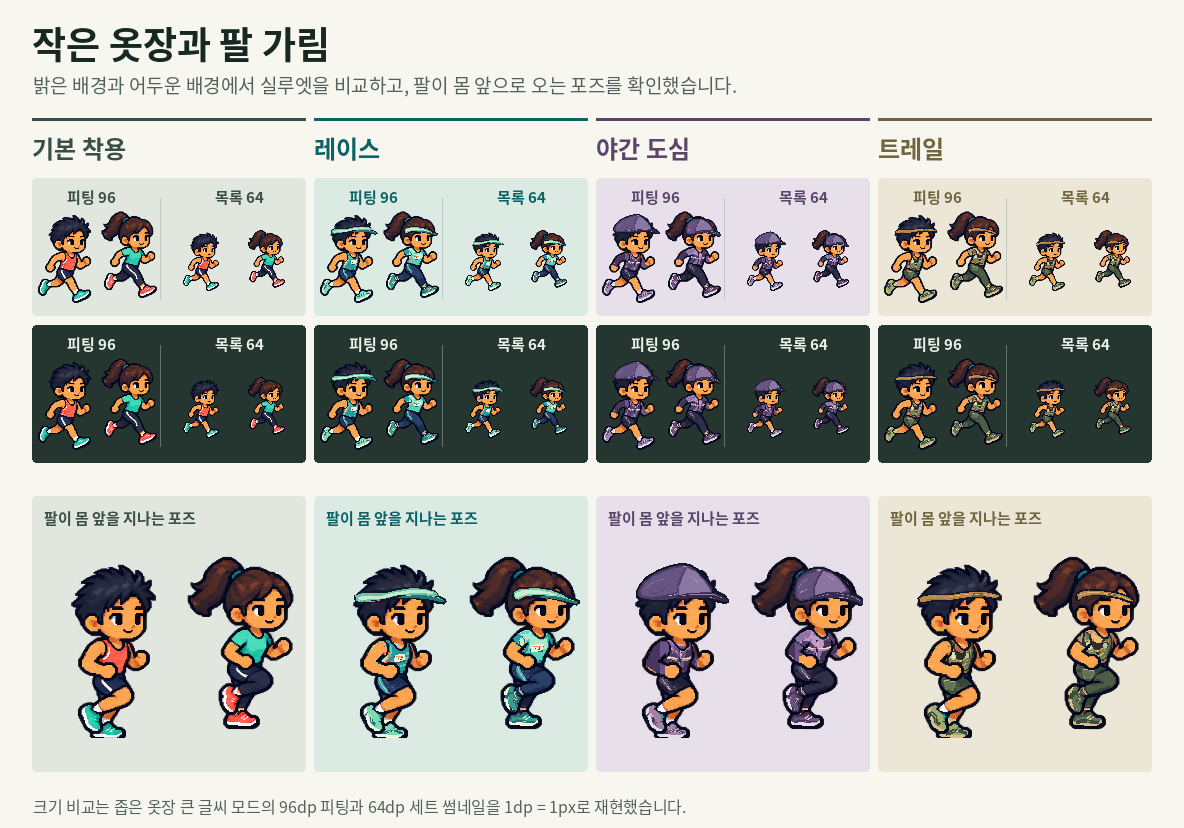 작은 옷장과 팔 가림
밝은 배경과 어두운 배경에서 실루엣을 비교하고, 팔이 몸 앞으로 오는 포즈를 확인했습니다.
기본 착용
레이스
야간 도심
트레일
피팅 96
목록 64
피팅 96
목록 64
피팅 96
목록 64
피팅 96
목록 64
피팅 96
목록 64
피팅 96
목록 64
피팅 96
목록 64
피팅 96
목록 64
팔이 몸 앞을 지나는 포즈
팔이 몸 앞을 지나는 포즈
팔이 몸 앞을 지나는 포즈
팔이 몸 앞을 지나는 포즈
크기 비교는 좁은 옷장 큰 글씨 모드의 96dp 피팅과 64dp 세트 썸네일을 1dp = 1px로 재현했습니다.